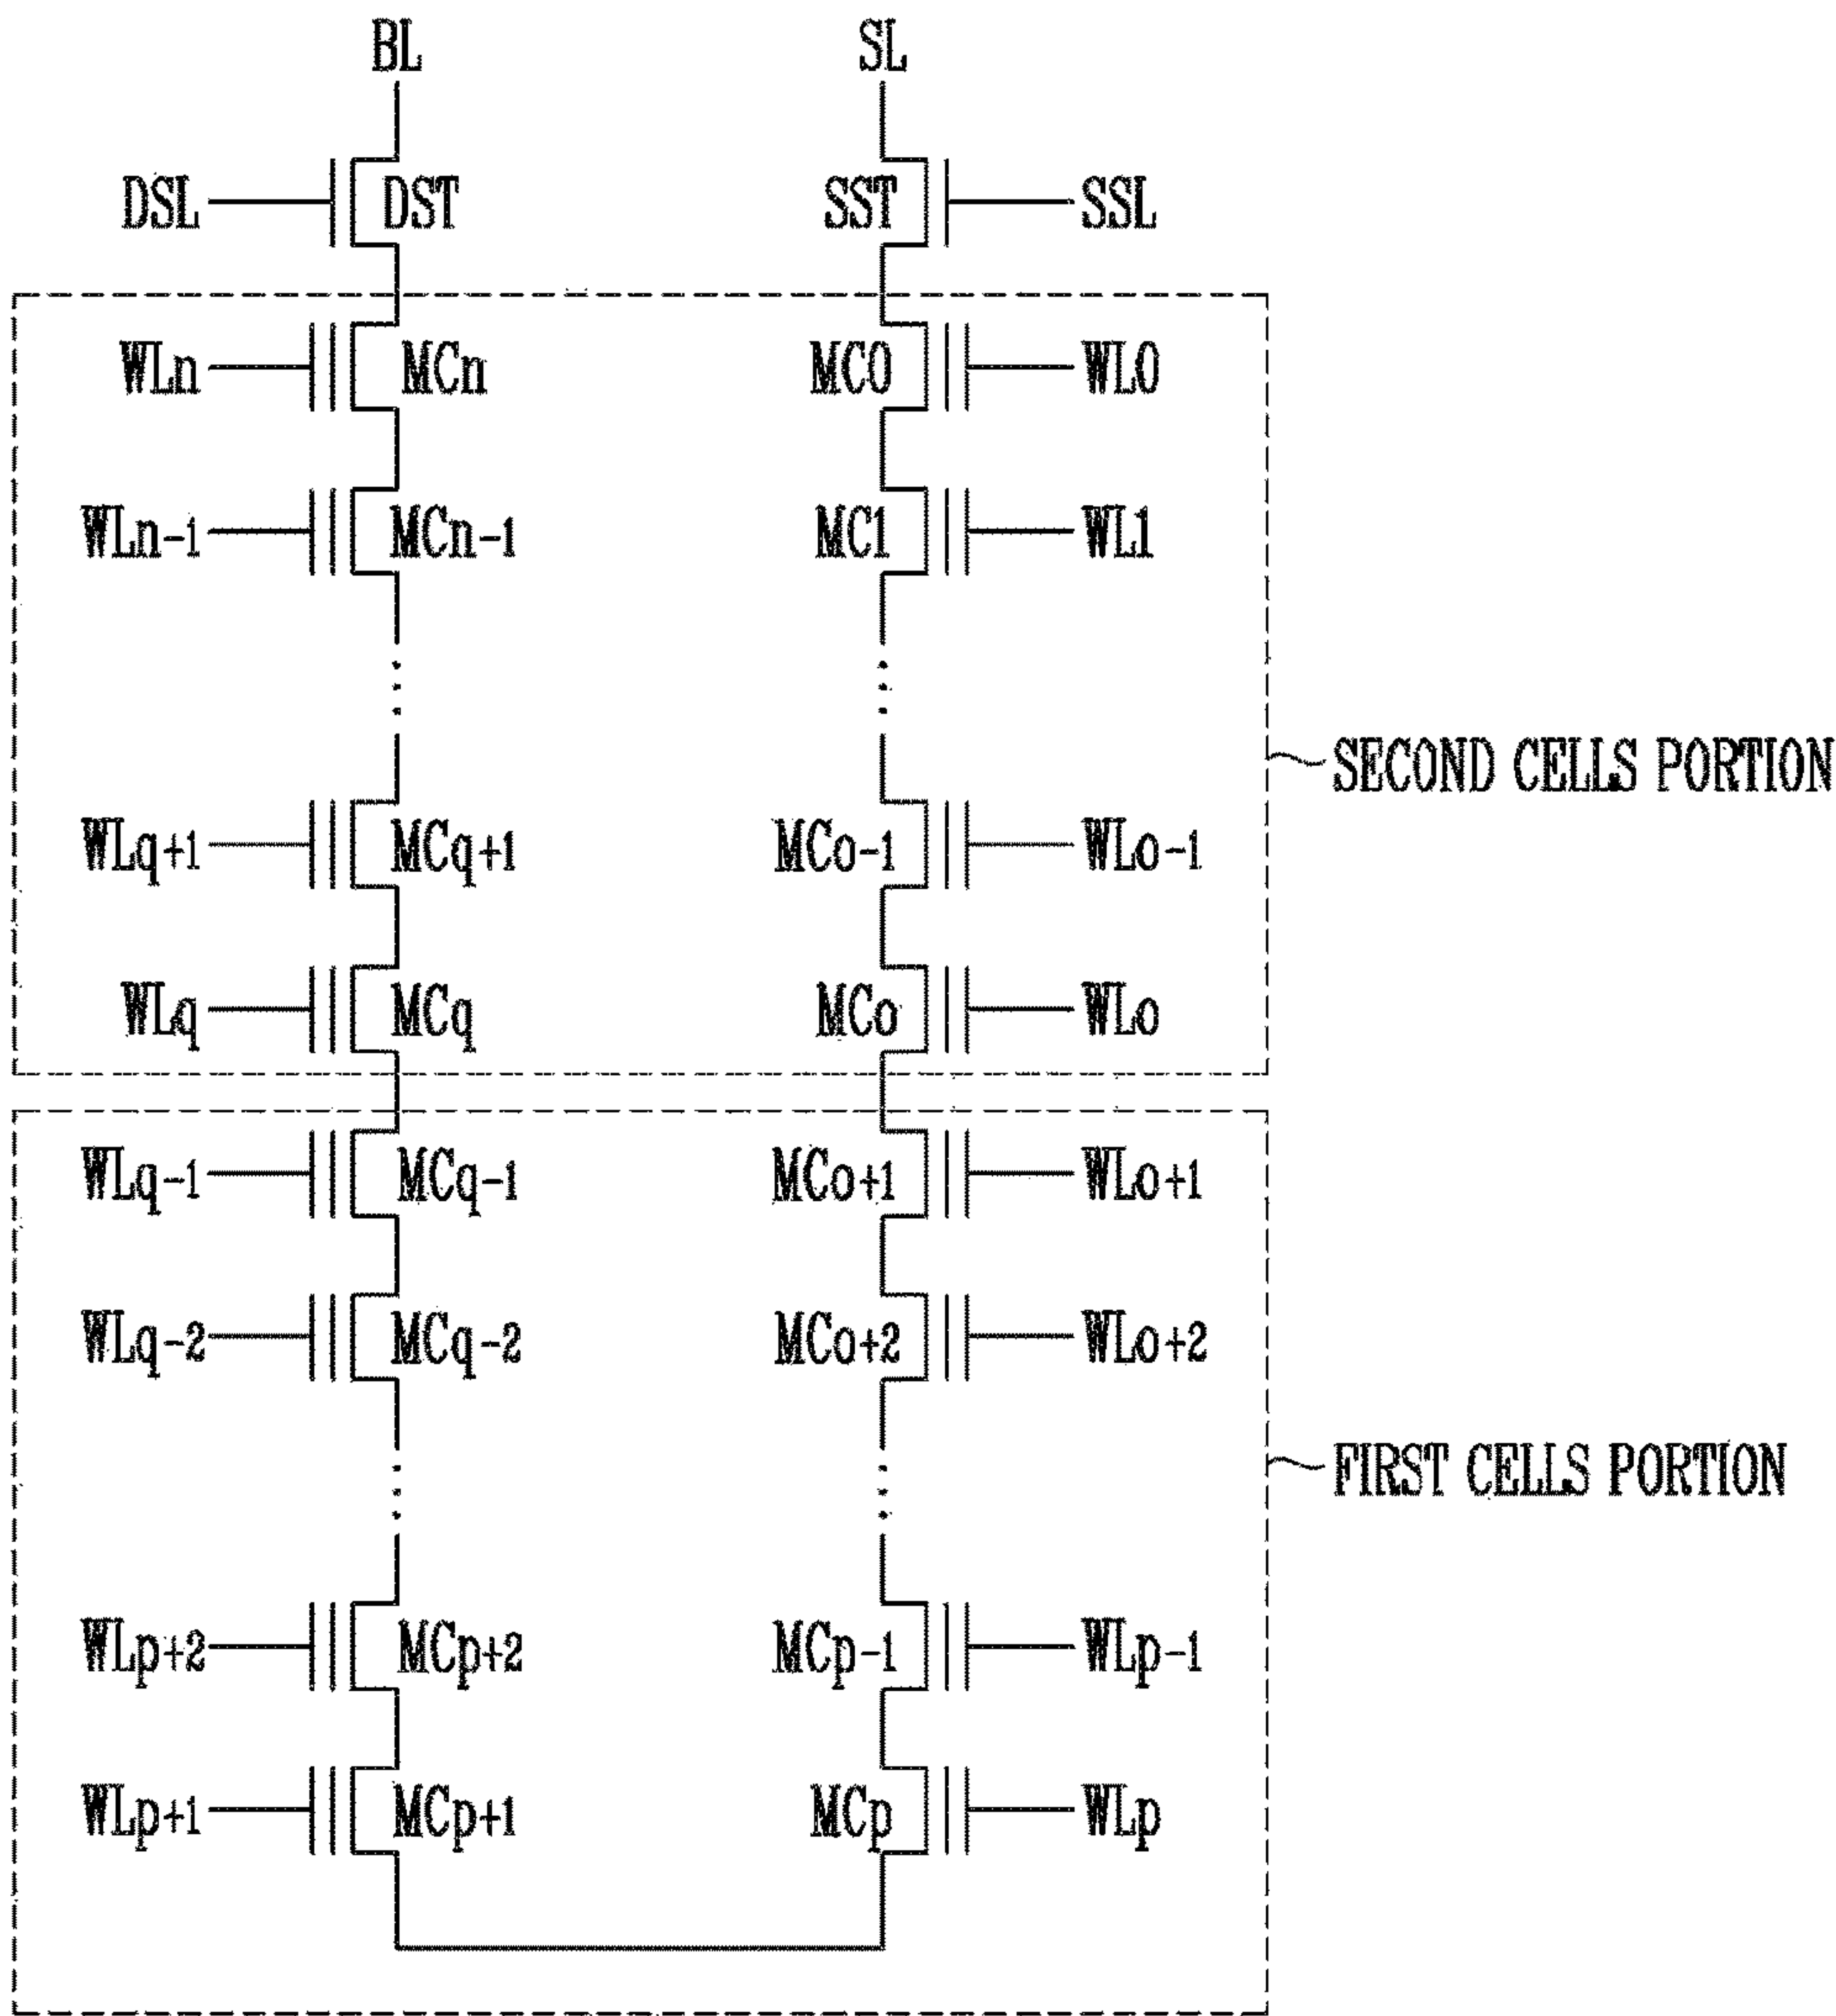 BL SL
DSL DST SST SSL
WLn MCn MC0 WL0
WLn-1 MCn-1 MC1 WL1
SECOND CELLS PORTION
WLq+1 MCq+1 MCo-1 WLo-1
WLq MCq MCo WLo
WLq-1 MCq-1 MCo+1 WLo+1
WLq-2 MCq-2 MCo+2 WLo+2
FIRST CELLS PORTION
WLp+2 MCp+2 MCp-1 WLp-1
WLp+1 MCp+1 MCp WLp